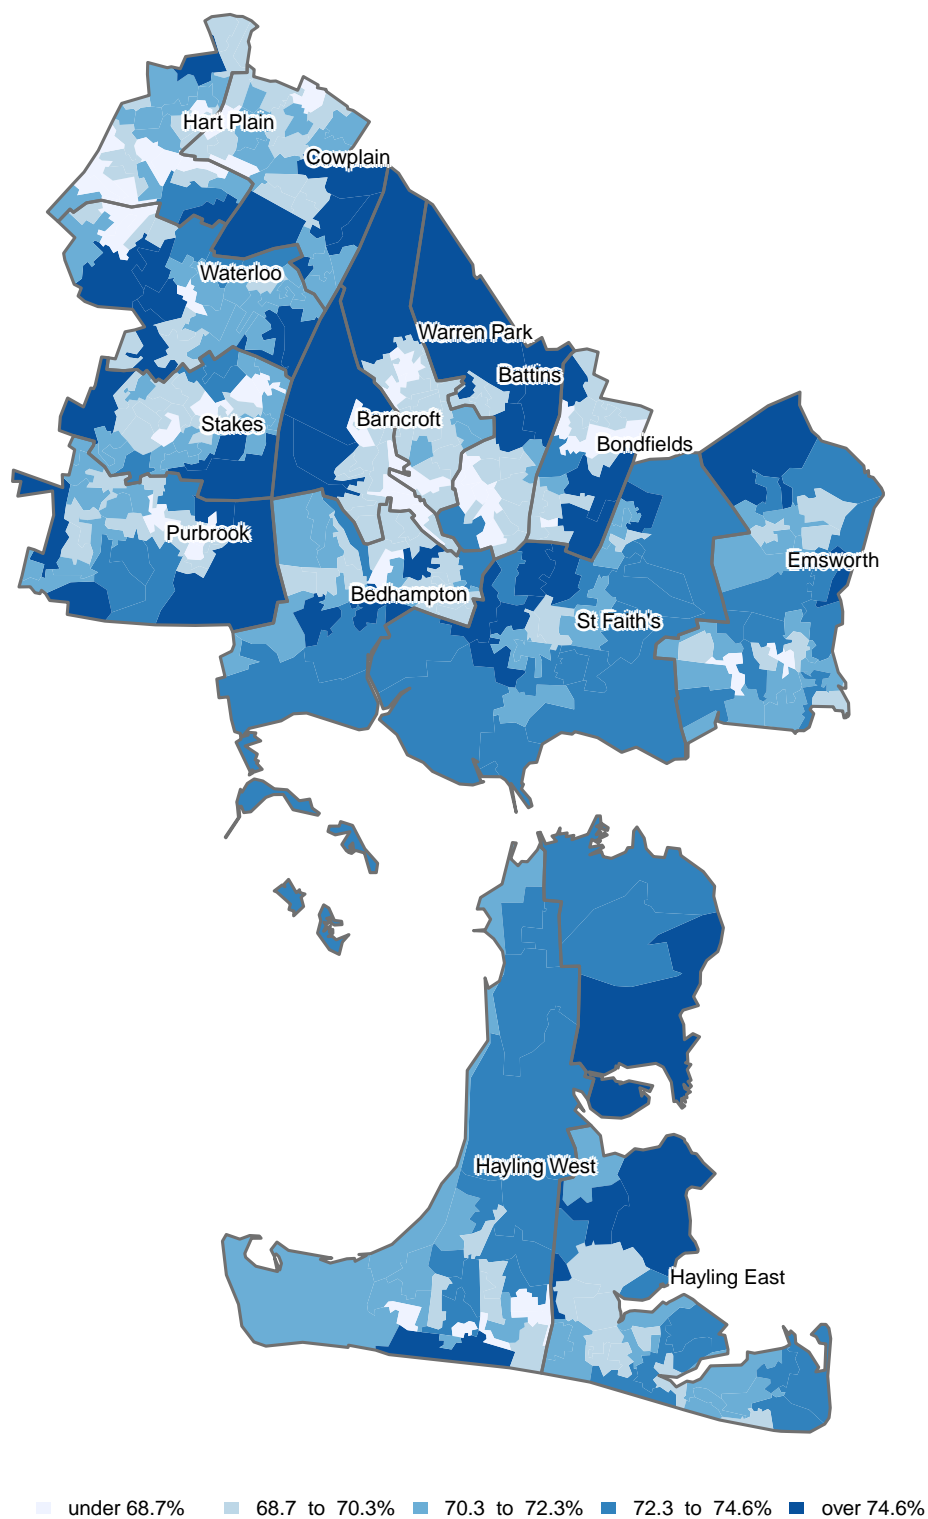 Hart Plain
Cowplain
Waterloo
Warren Park
Battins
Barncroft
Stakes
Bondfields
Purbrook
Emsworth
Bedhampton
St Faith's
Hayling West
Hayling East
under 68.7% 68.7 to 70.3% 70.3 to 72.3% 72.3 to 74.6% over 74.6%